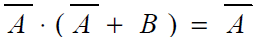 A̅ · ( A̅ + B ) = A̅